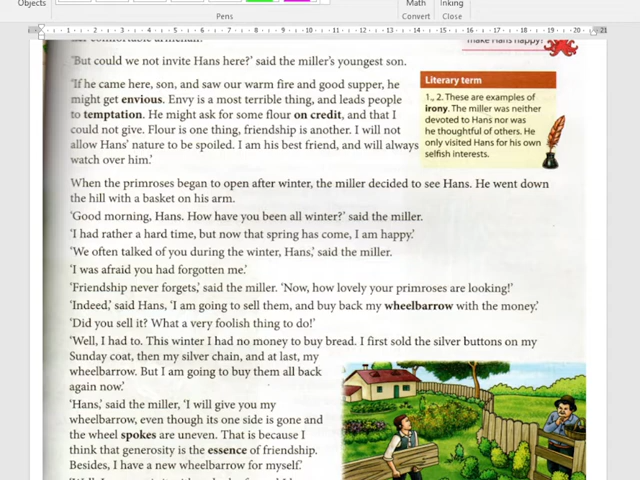 Objects
Pens
Math
Convert
Inking
Close
make Hans happy?
'But could we not invite Hans here?' said the miller's youngest son.
'If he came here, son, and saw our warm fire and good supper, he
might get envious. Envy is a most terrible thing, and leads people
to temptation. He might ask for some flour on credit, and that I
could not give. Flour is one thing, friendship is another. I will not
allow Hans' nature to be spoiled. I am his best friend, and will always
watch over him.'
Literary term
1., 2. These are examples of
irony. The miller was neither
devoted to Hans nor was
he thoughtful of others. He
only visited Hans for his own
selfish interests.
When the primroses began to open after winter, the miller decided to see Hans. He went down
the hill with a basket on his arm.
'Good morning, Hans. How have you been all winter?' said the miller.
'I had rather a hard time, but now that spring has come, I am happy.'
'We often talked of you during the winter, Hans,' said the miller.
'I was afraid you had forgotten me.'
'Friendship never forgets,' said the miller. 'Now, how lovely your primroses are looking!'
'Indeed,' said Hans, 'I am going to sell them, and buy back my wheelbarrow with the money.'
'Did you sell it? What a very foolish thing to do!'
'Well, I had to. This winter I had no money to buy bread. I first sold the silver buttons on my
Sunday coat, then my silver chain, and at last, my
wheelbarrow. But I am going to buy them all back
again now.'
'Hans,' said the miller, 'I will give you my
wheelbarrow, even though its one side is gone and
the wheel spokes are uneven. That is because I
think that generosity is the essence of friendship.
Besides, I have a new wheelbarrow for myself.'